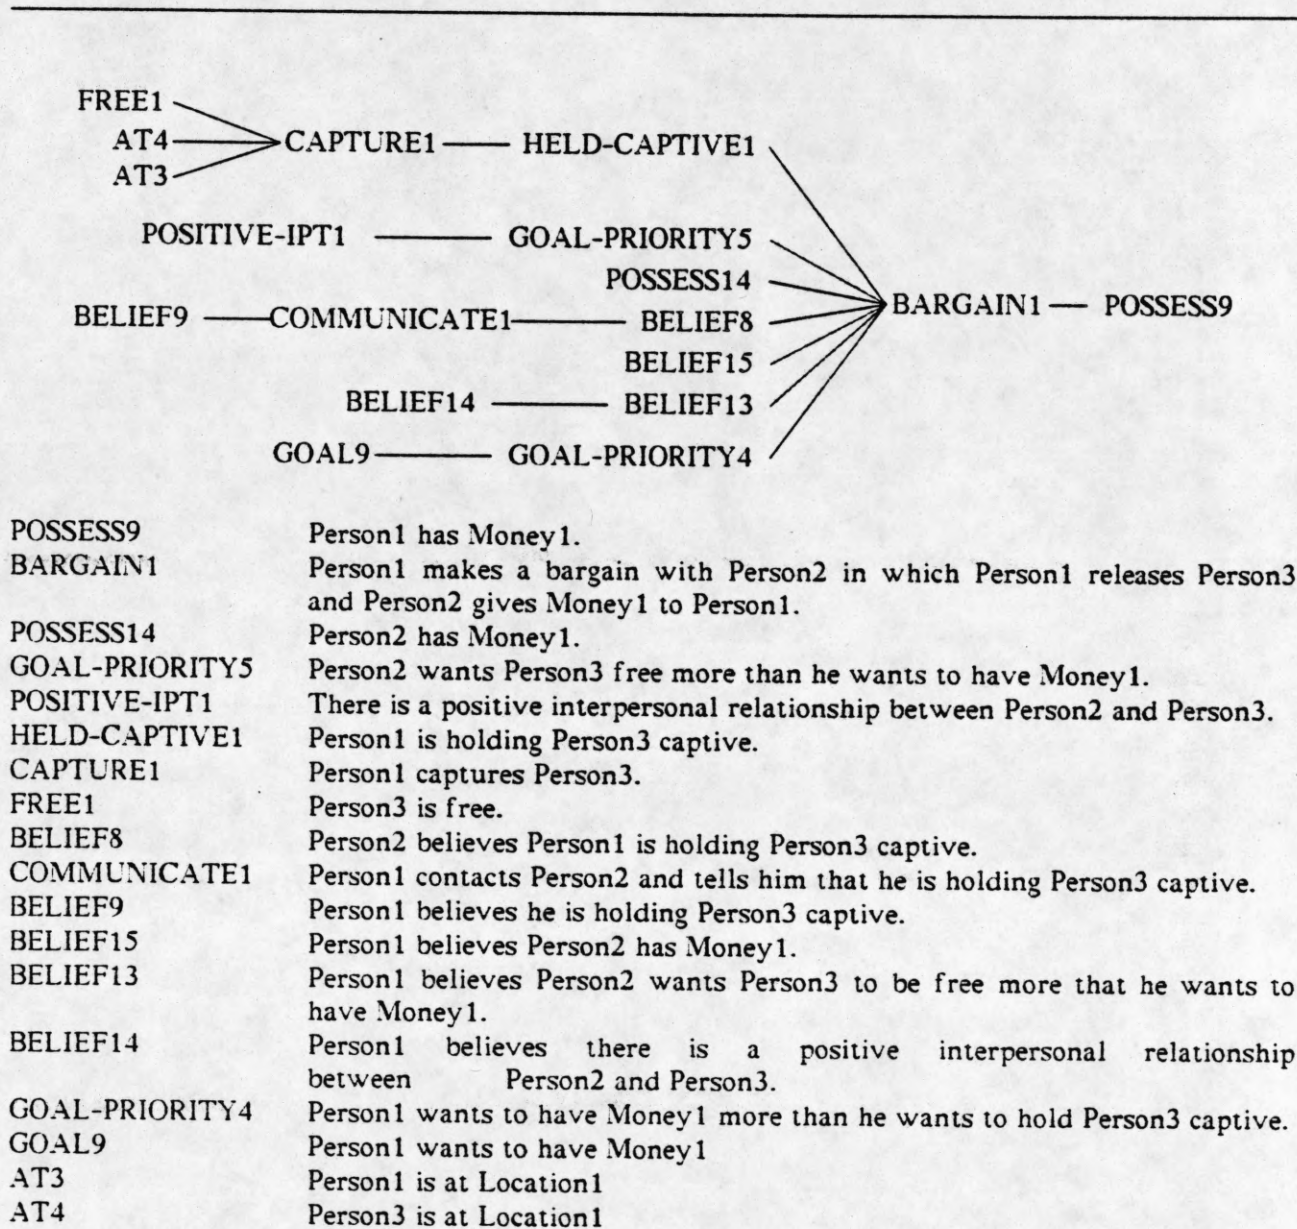 FREE1
AT4 CAPTURE1 HELD-CAPTIVE1
AT3
POSITIVE-IPT1 GOAL-PRIORITY5
POSSESS14
BARGAIN1 POSSESS9
BELIEF9 COMMUNICATE1 BELIEF8
BELIEF15
BELIEF14 BELIEF13
GOAL9 GOAL-PRIORITY4
POSSESS9 Person1 has Money1.
BARGAIN1 Person1 makes a bargain with Person2 in which Person1 releases Person3
and Person2 gives Money1 to Person1.
POSSESS14 Person2 has Money1.
GOAL-PRIORITY5 Person2 wants Person3 free more than he wants to have Money1.
POSITIVE-IPT1 There is a positive interpersonal relationship between Person2 and Person3.
HELD-CAPTIVE1 Person1 is holding Person3 captive.
CAPTURE1 Person1 captures Person3.
FREE1 Person3 is free.
BELIEF8 Person2 believes Person1 is holding Person3 captive.
COMMUNICATE1 Person1 contacts Person2 and tells him that he is holding Person3 captive.
BELIEF9 Person1 believes he is holding Person3 captive.
BELIEF15 Person1 believes Person2 has Money1.
BELIEF13 Person1 believes Person2 wants Person3 to be free more that he wants to
have Money1.
BELIEF14 Person1 believes there is a positive interpersonal relationship
between Person2 and Person3.
GOAL-PRIORITY4 Person1 wants to have Money1 more than he wants to hold Person3 captive.
GOAL9 Person1 wants to have Money1
AT3 Person1 is at Location1
AT4 Person3 is at Location1